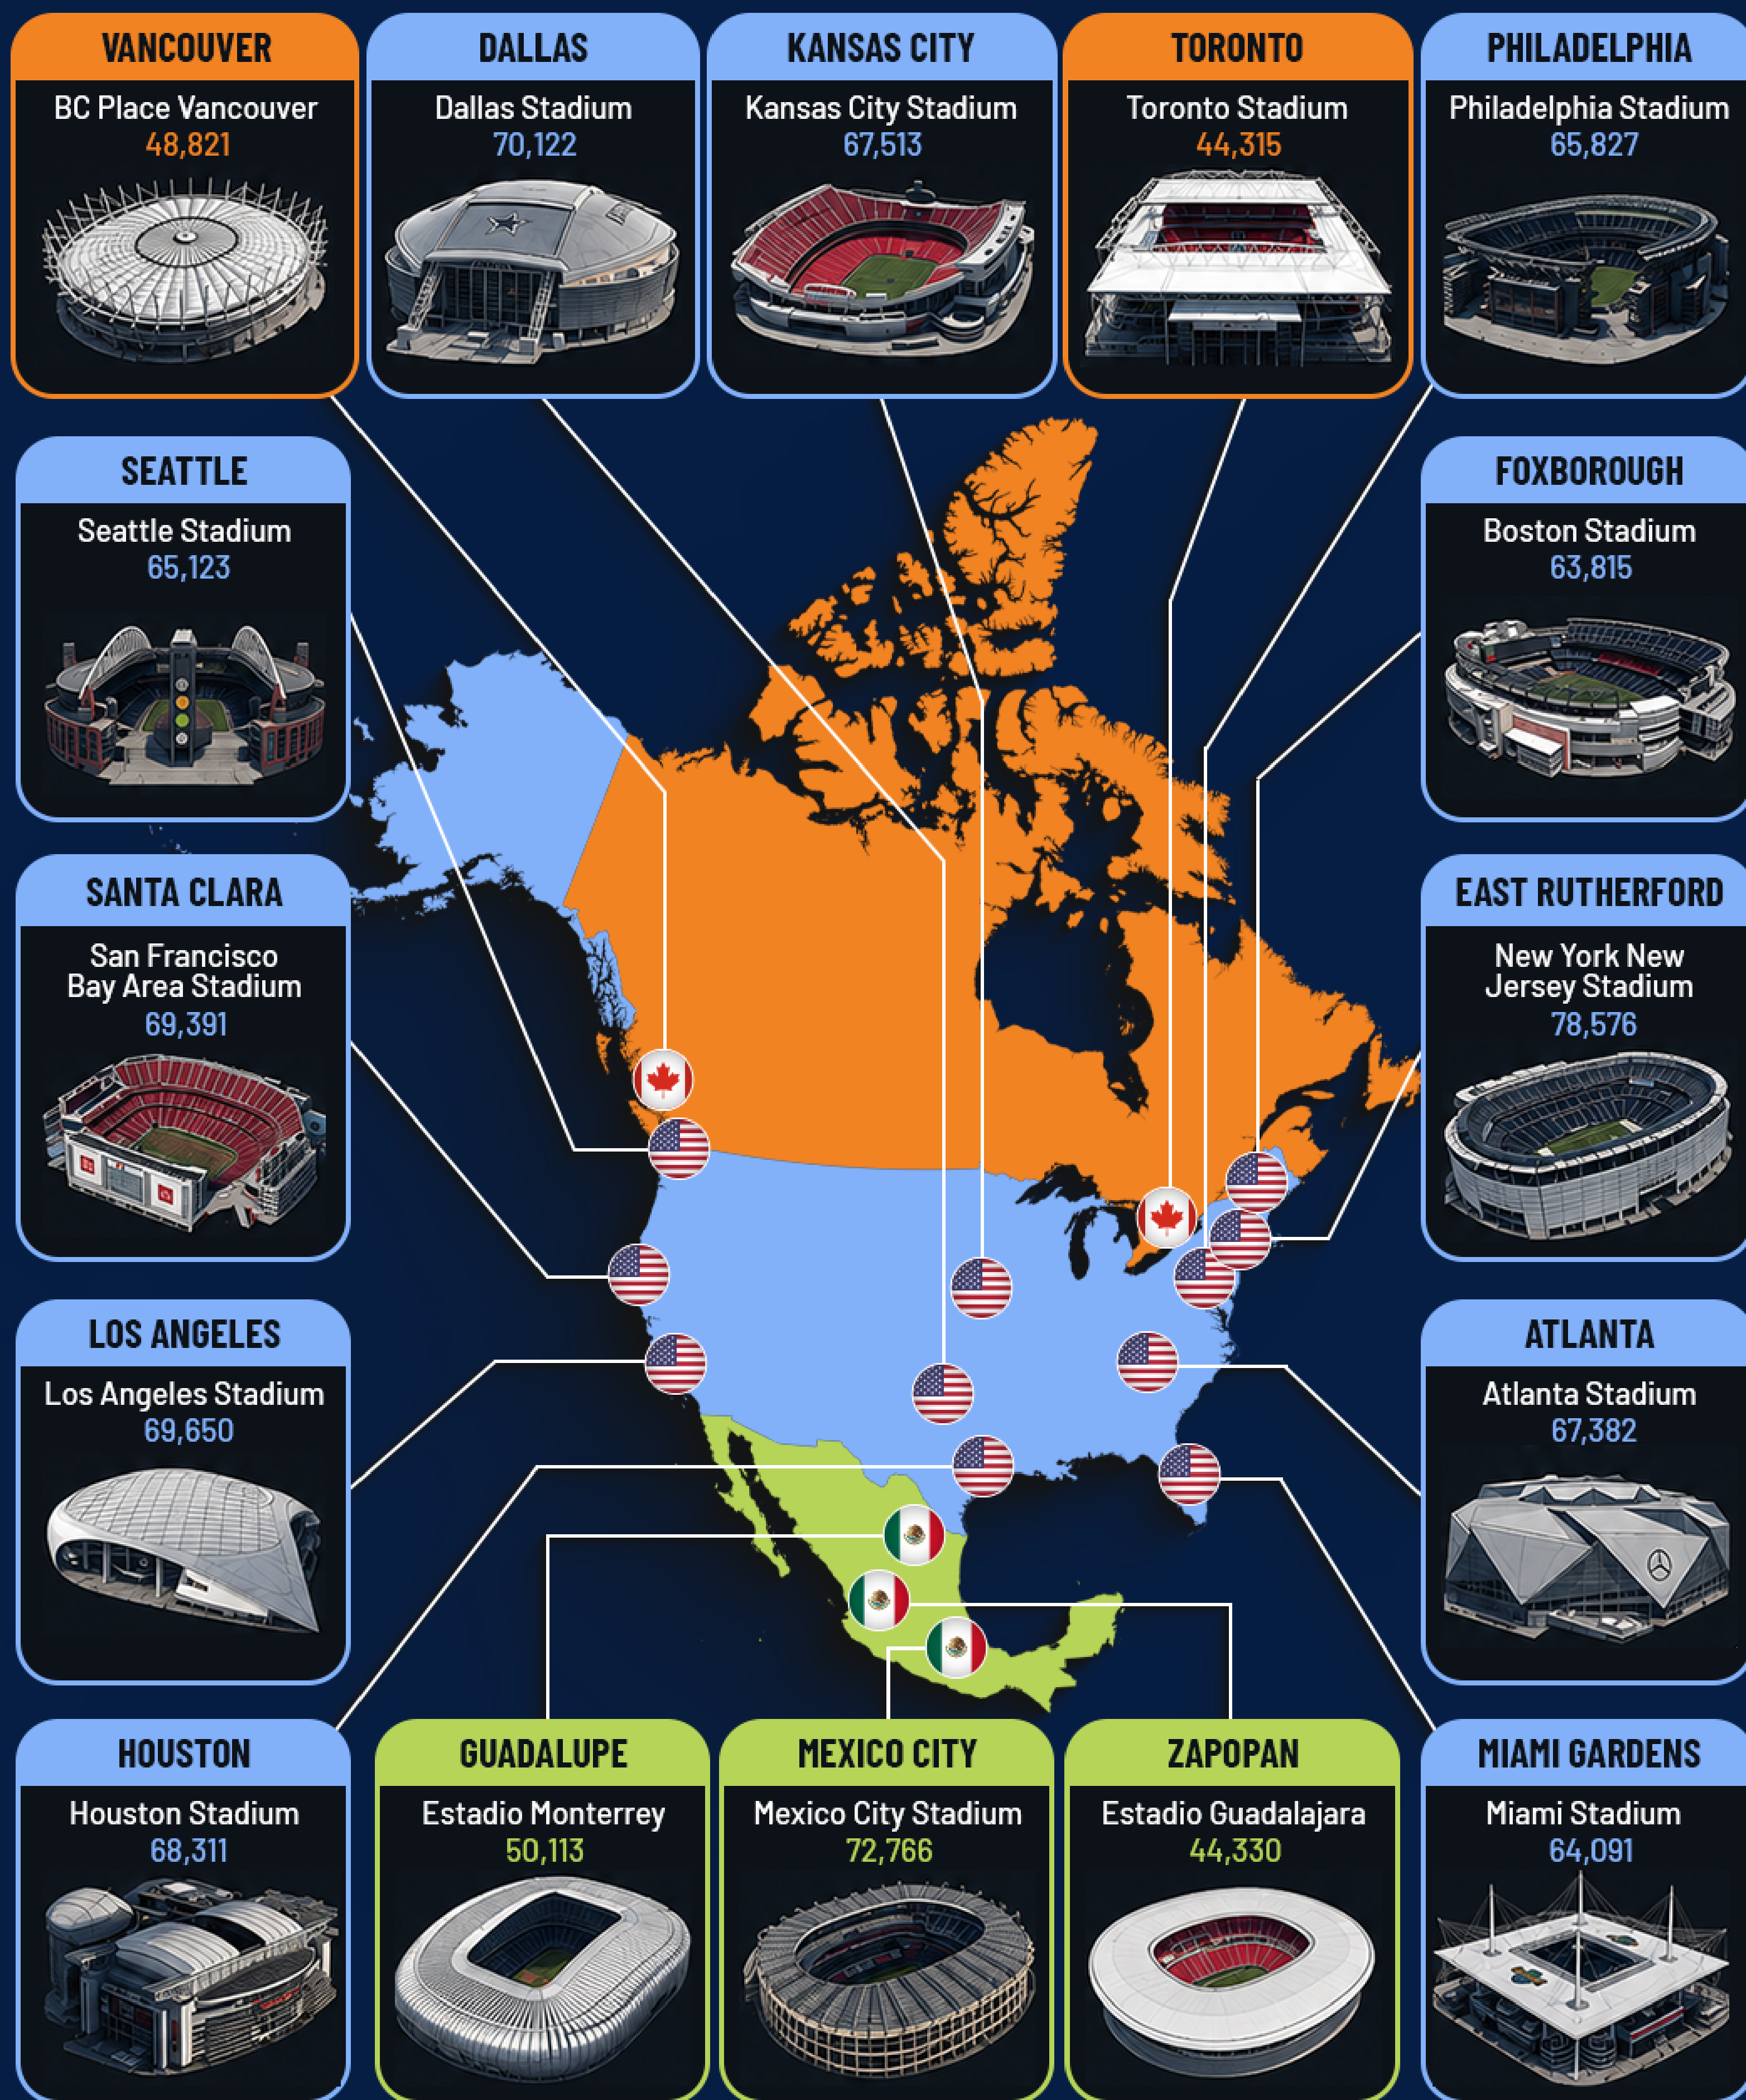 VANCOUVER
BC Place Vancouver
48,821
DALLAS
Dallas Stadium
70,122
KANSAS CITY
Kansas City Stadium
67,513
TORONTO
Toronto Stadium
44,315
PHILADELPHIA
Philadelphia Stadium
65,827
SEATTLE
Seattle Stadium
65,123
FOXBOROUGH
Boston Stadium
63,815
SANTA CLARA
San Francisco
Bay Area Stadium
69,391
EAST RUTHERFORD
New York New
Jersey Stadium
78,576
LOS ANGELES
Los Angeles Stadium
69,650
ATLANTA
Atlanta Stadium
67,382
HOUSTON
Houston Stadium
68,311
GUADALUPE
Estadio Monterrey
50,113
MEXICO CITY
Mexico City Stadium
72,766
ZAPOPAN
Estadio Guadalajara
44,330
MIAMI GARDENS
Miami Stadium
64,091